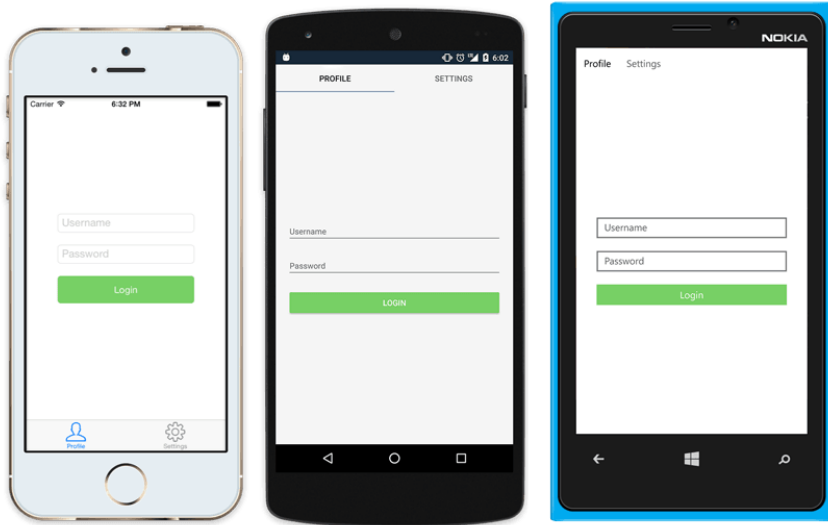 Carrier
6:32 PM
Username
Password
Login
Profile
Settings
6:02
PROFILE
SETTINGS
Username
Password
LOGIN
NOKIA
Profile
Settings
Username
Password
Login